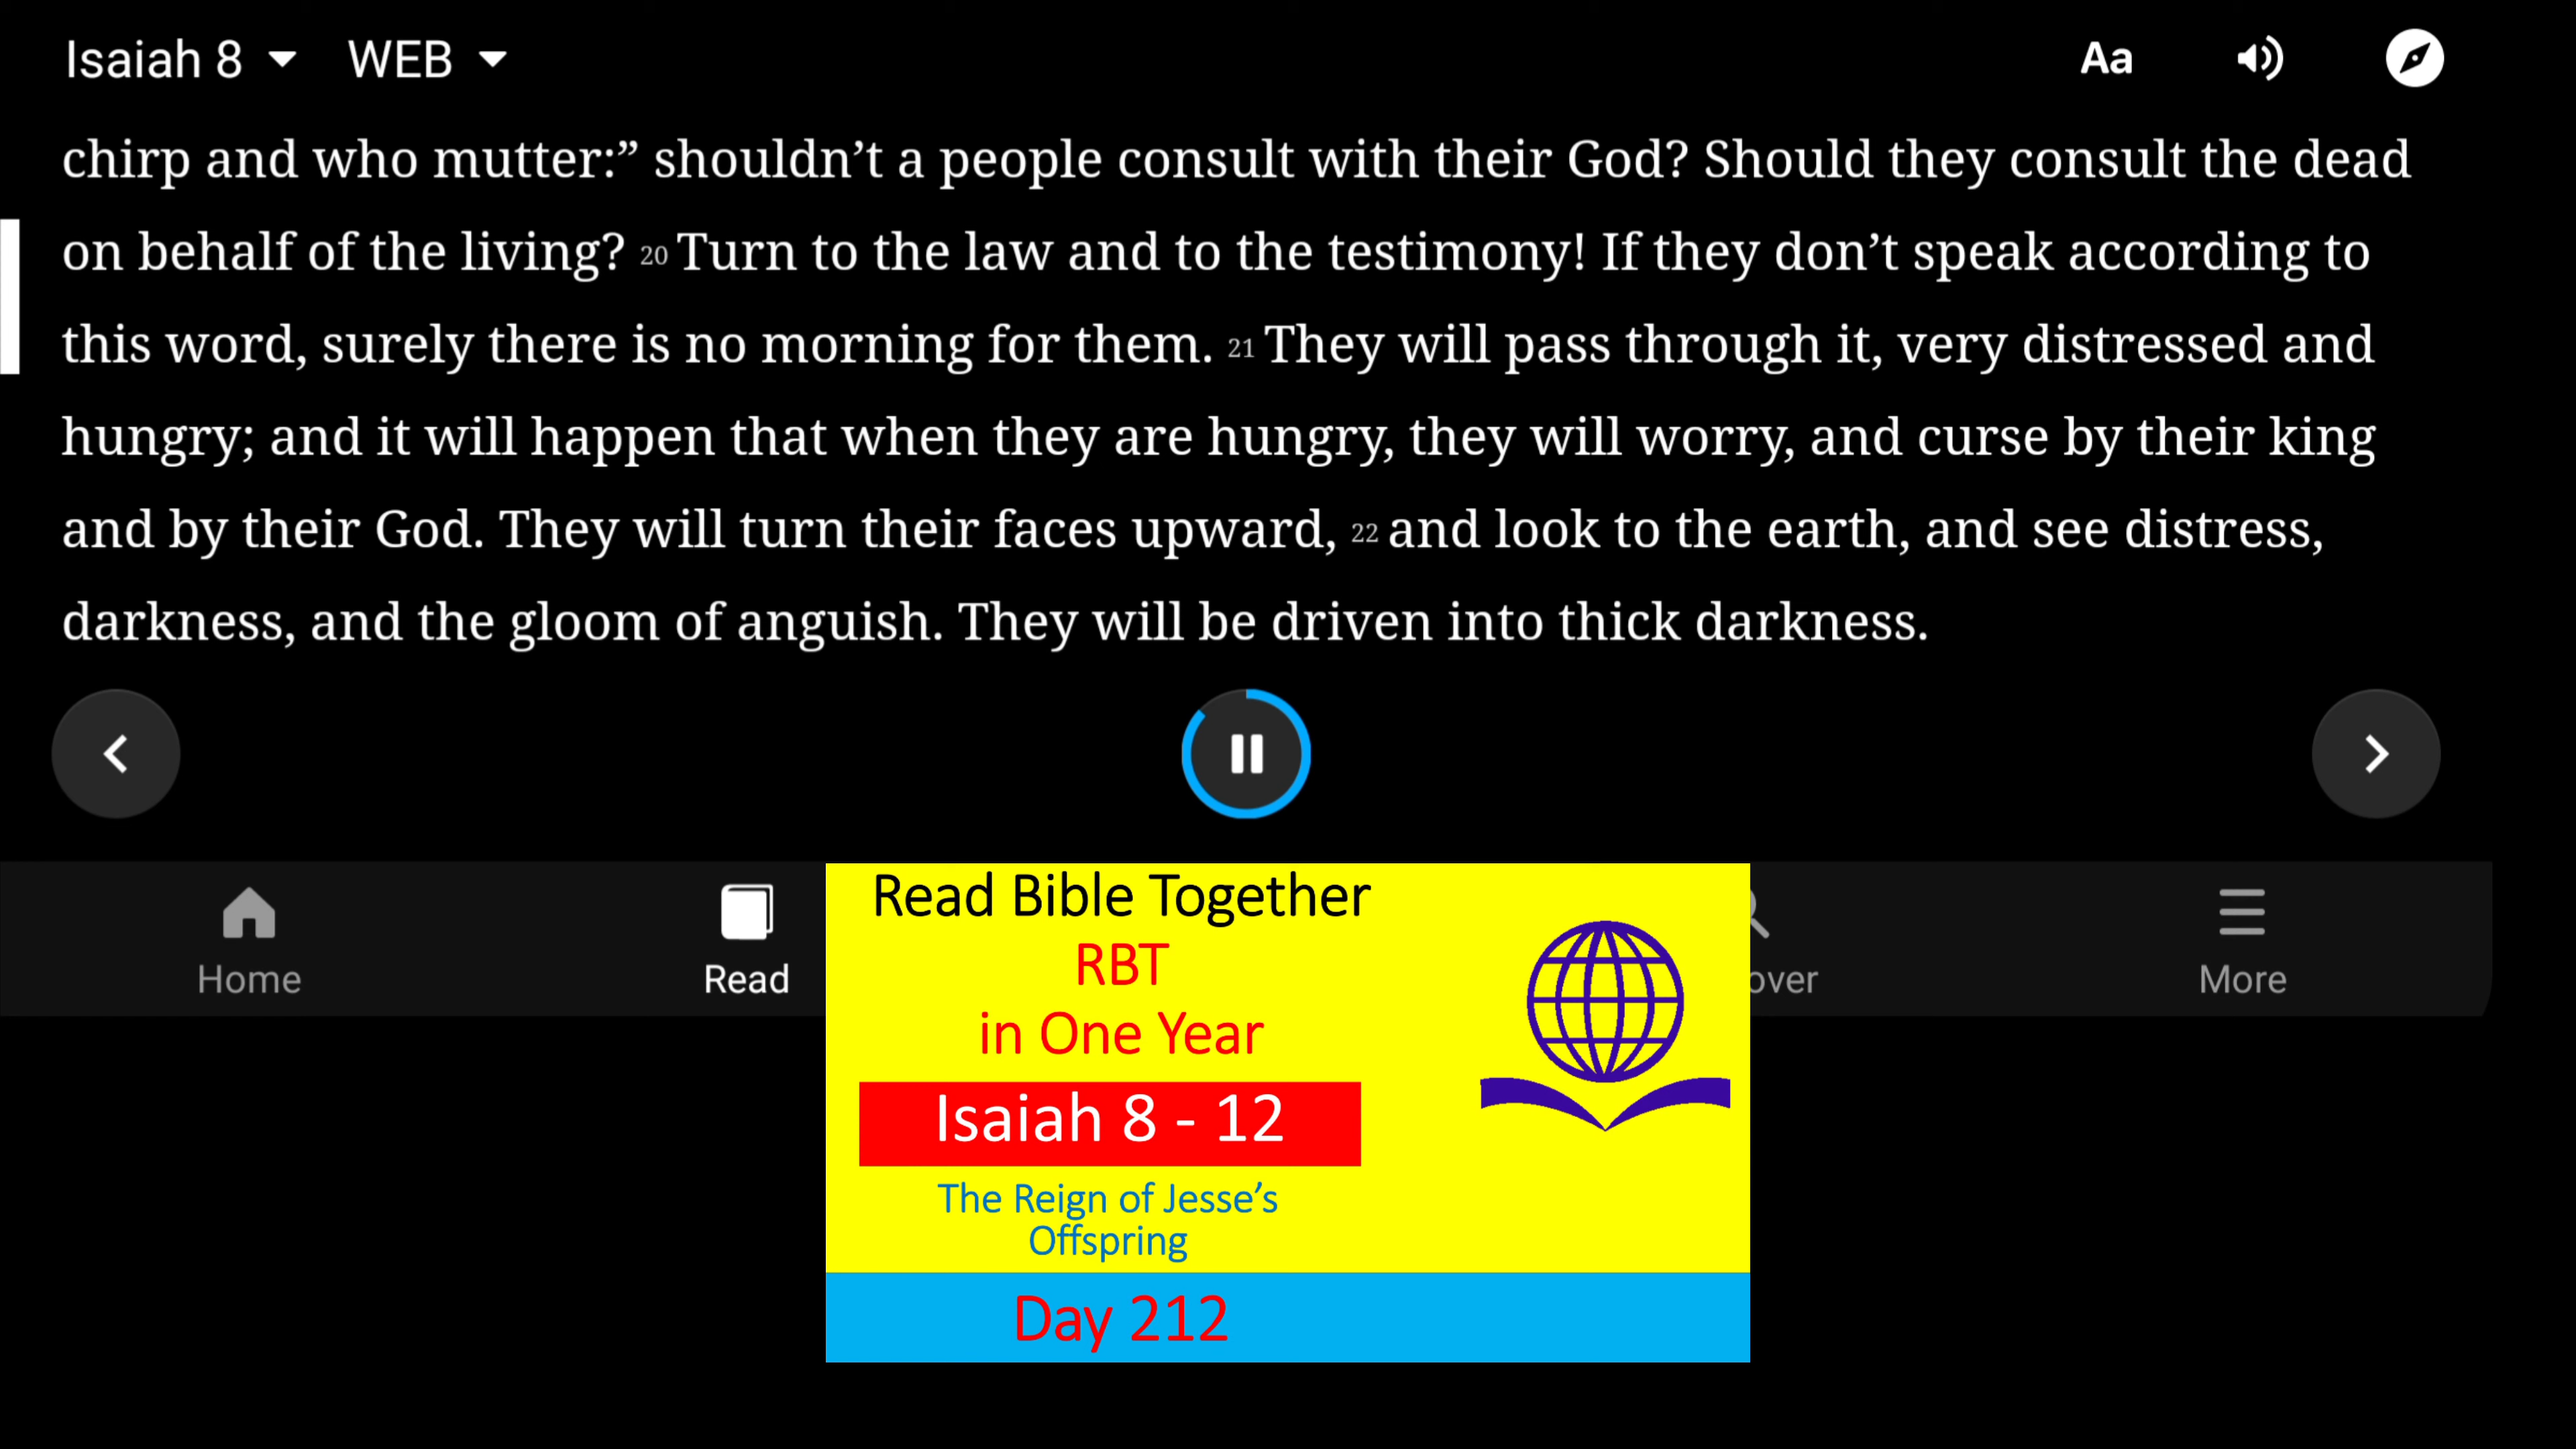 Isaiah 8 WEB Aa
chirp and who mutter:” shouldn’t a people consult with their God? Should they consult the dead
on behalf of the living? 20 Turn to the law and to the testimony! If they don’t speak according to
this word, surely there is no morning for them. 21 They will pass through it, very distressed and
hungry; and it will happen that when they are hungry, they will worry, and curse by their king
and by their God. They will turn their faces upward, 22 and look to the earth, and see distress,
darkness, and the gloom of anguish. They will be driven into thick darkness.
Home Read over More
Read Bible Together
RBT
in One Year
Isaiah 8 - 12
The Reign of Jesse’s
Offspring
Day 212